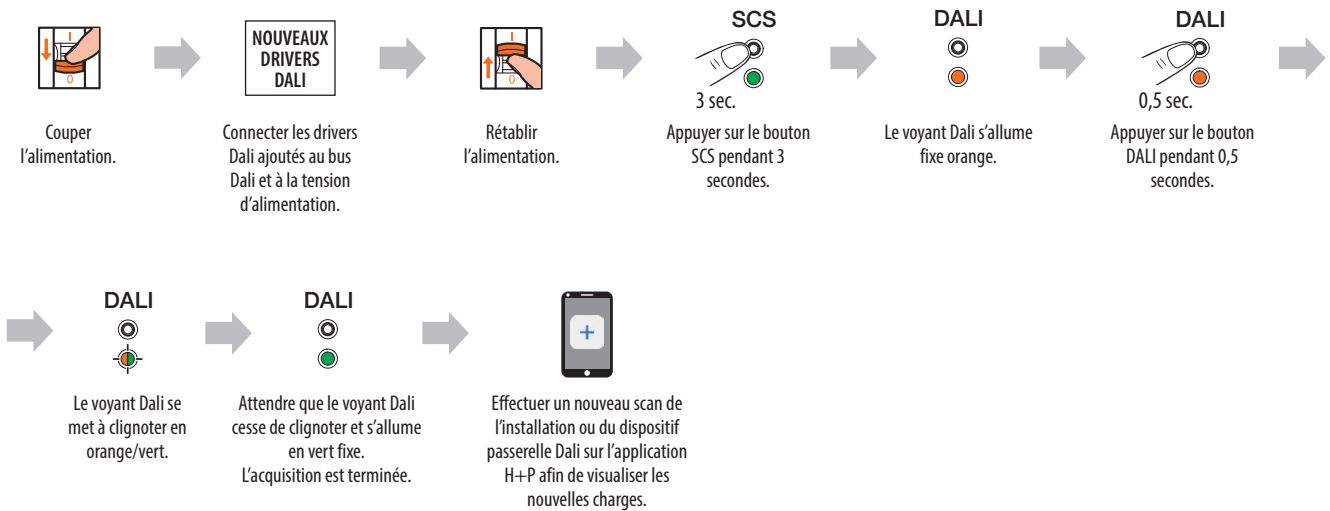 I
0
Couper
l'alimentation.
NOUVEAUX
DRIVERS
DALI
Connecter les drivers
Dali ajoutés au bus
Dali et à la tension
d'alimentation.
I
0
Rétablir
l'alimentation.
SCS
3 sec.
Appuyer sur le bouton
SCS pendant 3
secondes.
DALI
Le voyant Dali s'allume
fixe orange.
DALI
0,5 sec.
Appuyer sur le bouton
DALI pendant 0,5
secondes.
DALI
Le voyant Dali se
met à clignoter en
orange/vert.
DALI
Attendre que le voyant Dali
cesse de clignoter et s'allume
en vert fixe.
L'acquisition est terminée.
+
Effectuer un nouveau scan de
l'installation ou du dispositif
passerelle Dali sur l'application
H+P afin de visualiser les
nouvelles charges.